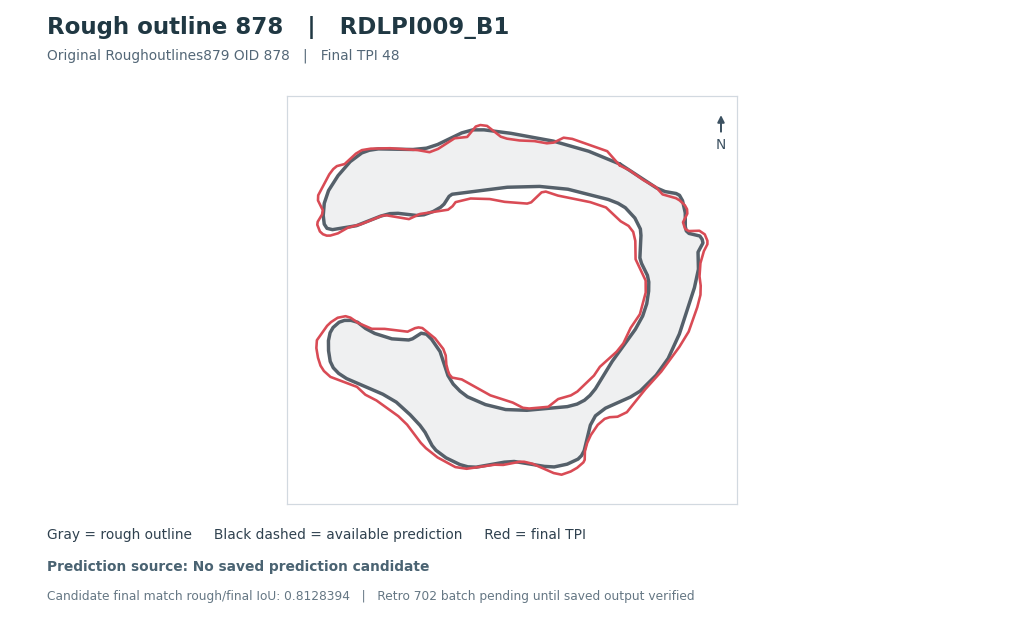 Rough outline 878 | RDLPI009_B1
Original Roughoutlines879 OID 878 | Final TPI 48
N
Gray = rough outline Black dashed = available prediction Red = final TPI
Prediction source: No saved prediction candidate
Candidate final match rough/final IoU: 0.8128394 | Retro 702 batch pending until saved output verified